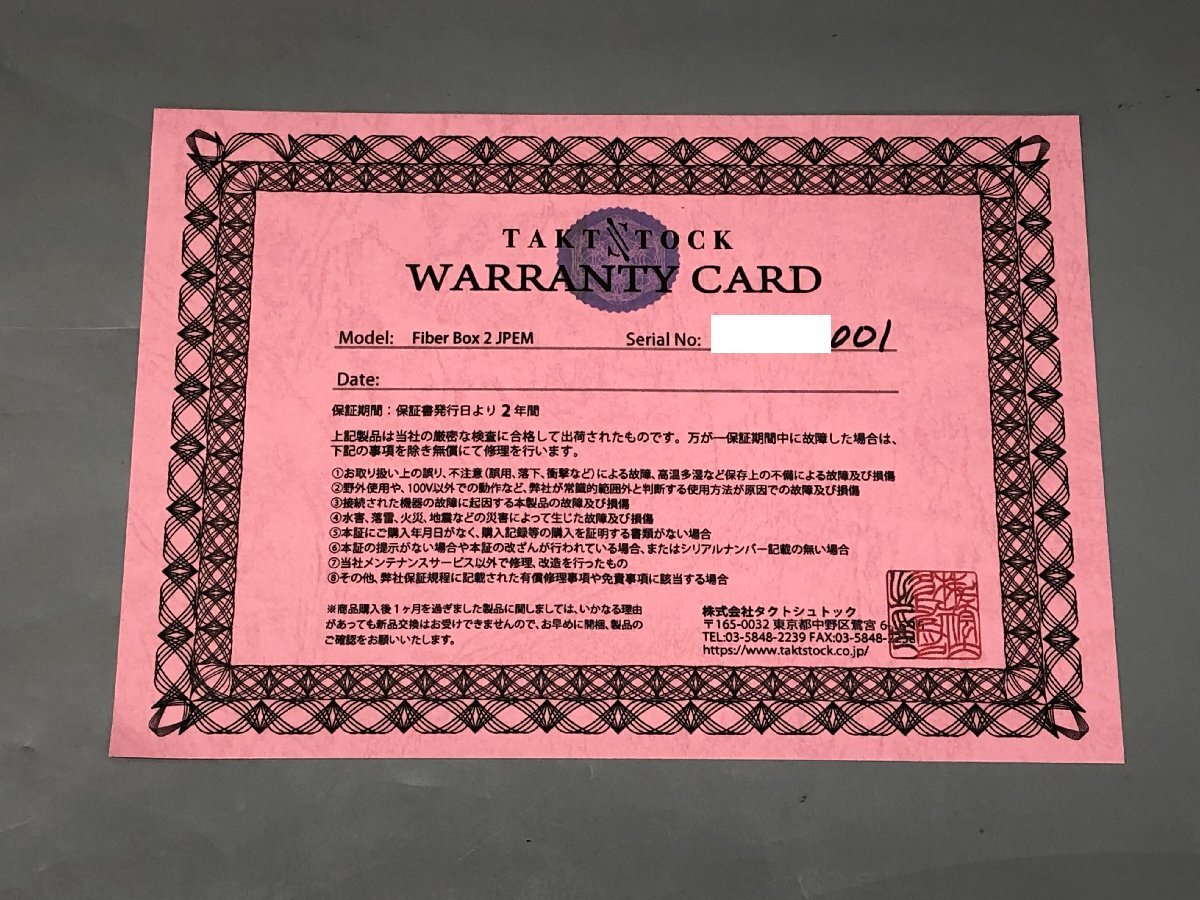 TAKTSTOCK
WARRANTY CARD
Model: Fiber Box 2 JPEM Serial No: 001
Date:
保証期間：保証書発行日より 2 年間
上記製品は当社の厳密な検査に合格して出荷されたものです。万が一保証期間中に故障した場合は、
下記の事項を除き無償にて修理を行います。
①お取り扱い上の誤り、不注意（誤用、落下、衝撃など）による故障、高温多湿など保存上の不備による故障及び損傷
②野外使用や、100V以外での動作など、弊社が常識的範囲外と判断する使用方法が原因での故障及び損傷
③接続された機器の故障に起因する本製品の故障及び損傷
④水害、落雷、火災、地震などの災害によって生じた故障及び損傷
⑤本証にご購入年月日がなく、購入記録等の購入を証明する書類がない場合
⑥本証の提示がない場合や本証の改ざんが行われている場合、またはシリアルナンバー記載の無い場合
⑦当社メンテナンスサービス以外で修理、改造を行ったもの
⑧その他、弊社保証規程に記載された有償修理事項や免責事項に該当する場合
※商品購入後１ヶ月を過ぎました製品に関しましては、いかなる理由
があっても新品交換はお受けできませんので、お早めに開梱、製品の
ご確認をお願いいたします。
株式会社タクトシュトック
〒165-0032 東京都中野区鷺宮
TEL:03-5848-2239 FAX:03-5848-
https://www.taktstock.co.jp/